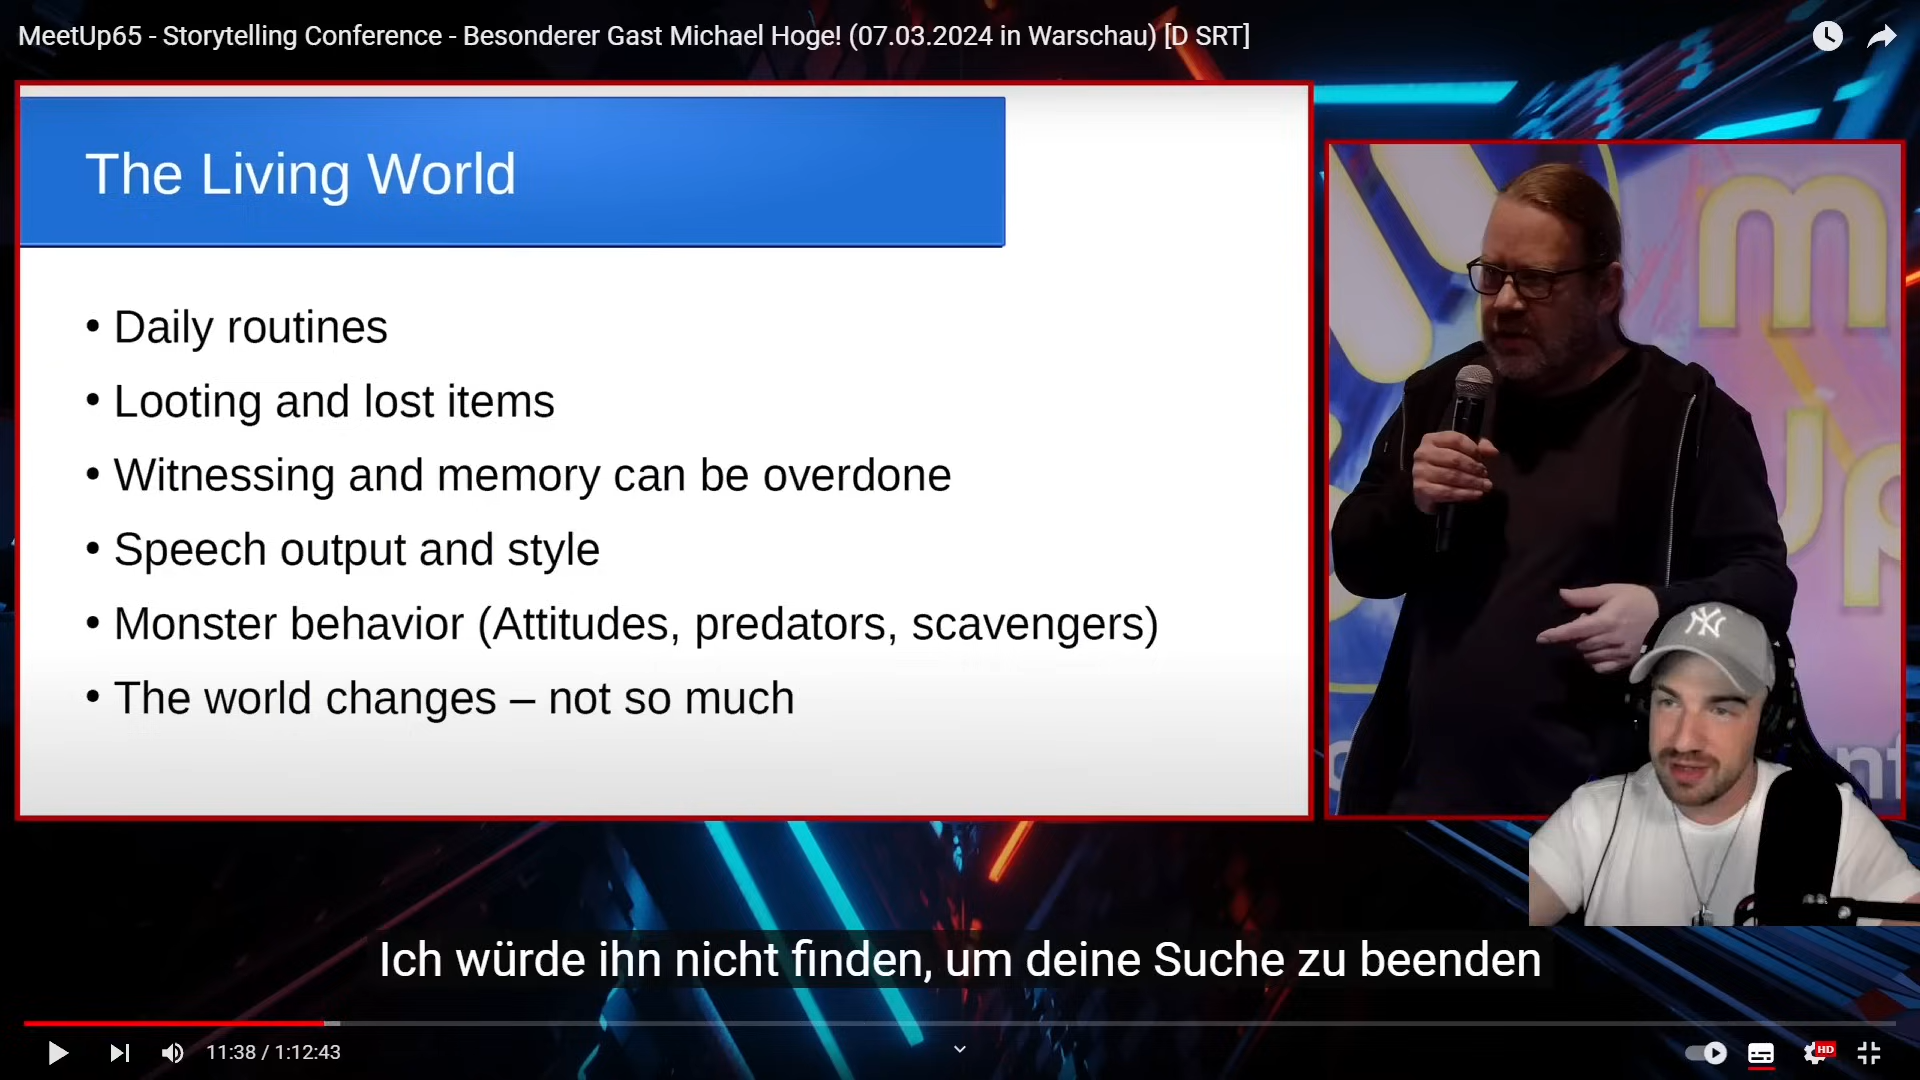 MeetUp65 - Storytelling Conference - Besonderer Gast Michael Hoge! (07.03.2024 in Warschau) [D SRT]
The Living World
• Daily routines
• Looting and lost items
• Witnessing and memory can be overdone
• Speech output and style
• Monster behavior (Attitudes, predators, scavengers)
• The world changes – not so much
m
up
NY
Ich würde ihn nicht finden, um deine Suche zu beenden
11:38 / 1:12:43
HD